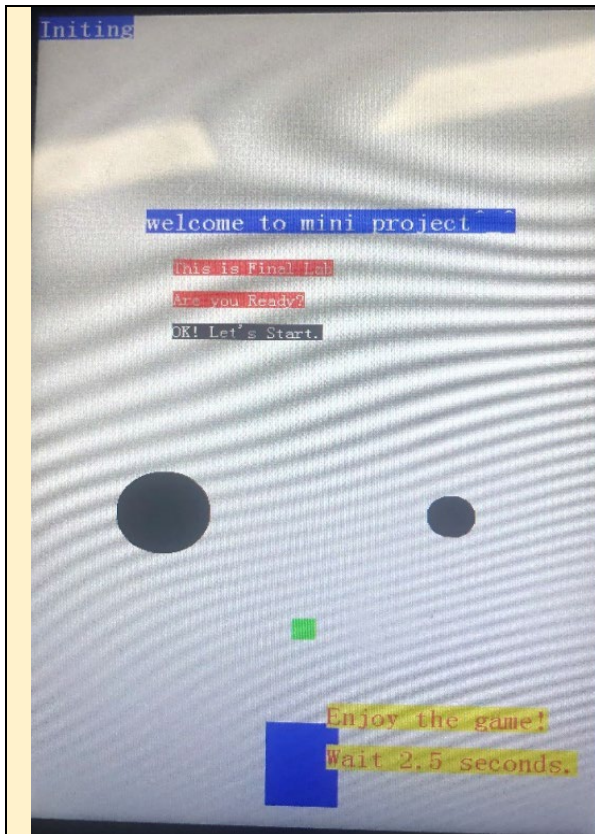 Initing
welcome to mini project^_^
This is Final Lab
Are you Ready?
OK! Let's Start.
Enjoy the game!
Wait 2.5 seconds.